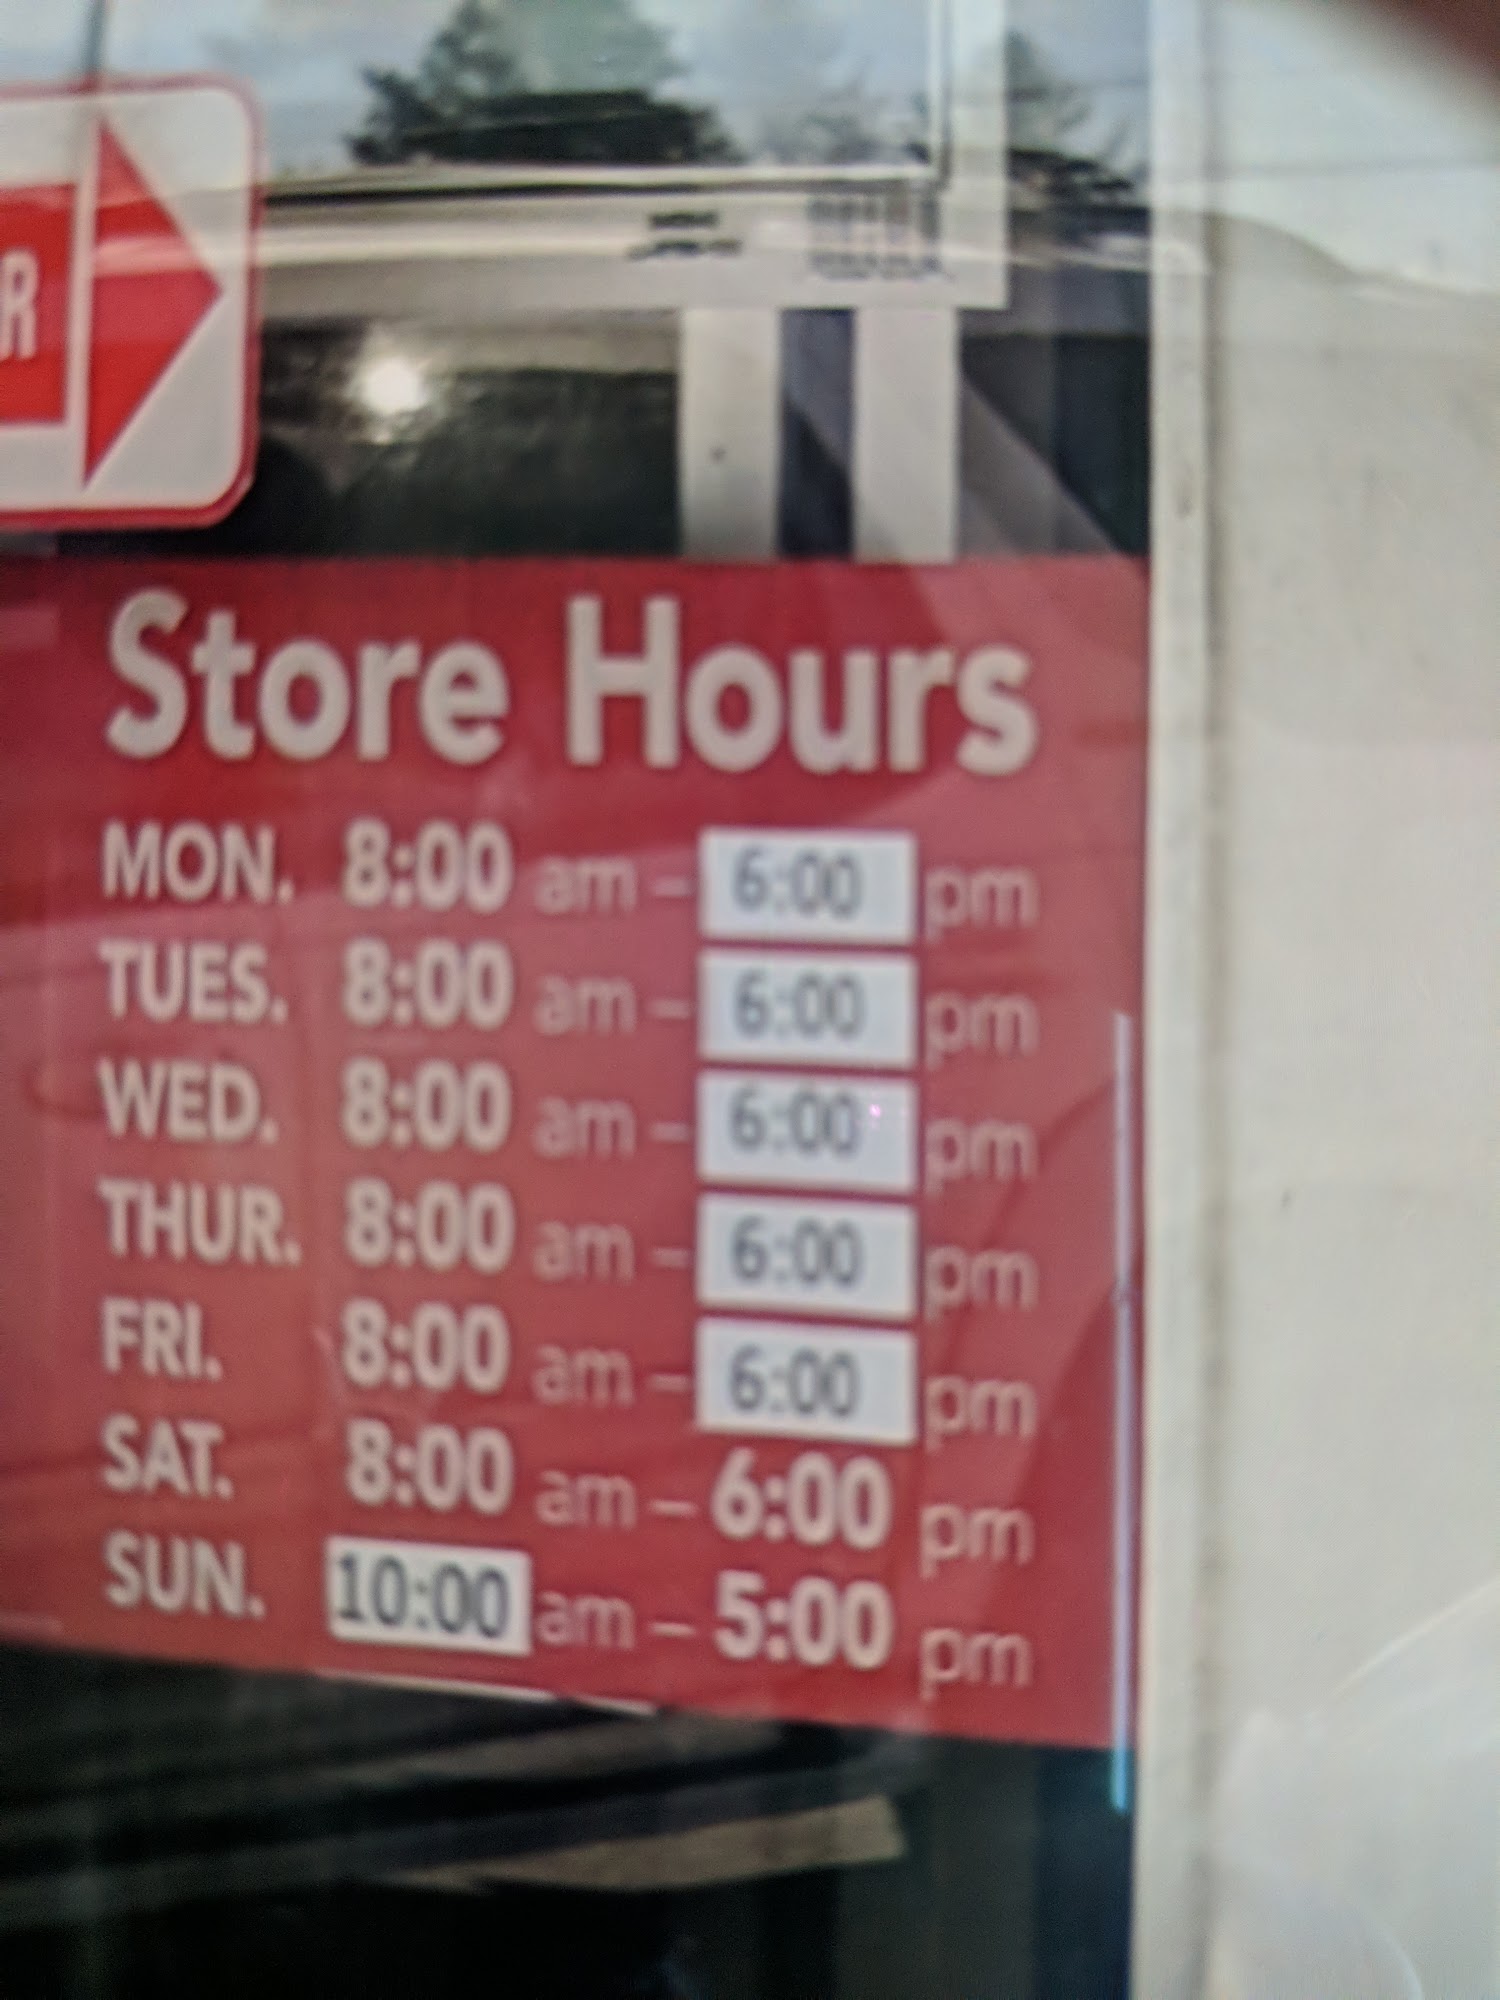 R
Store Hours
MON. 8:00 am – 6:00 pm
TUES. 8:00 am – 6:00 pm
WED. 8:00 am – 6:00 pm
THUR. 8:00 am – 6:00 pm
FRI. 8:00 am – 6:00 pm
SAT. 8:00 am – 6:00 pm
SUN. 10:00 am – 5:00 pm